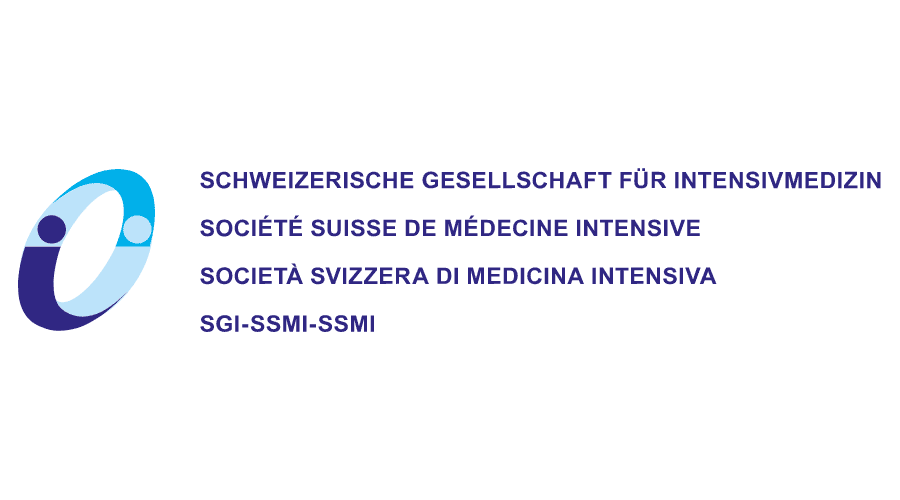 SCHWEIZERISCHE GESELLSCHAFT FÜR INTENSIVMEDIZIN
SOCIÉTÉ SUISSE DE MÉDECINE INTENSIVE
SOCIETÀ SVIZZERA DI MEDICINA INTENSIVA
SGI-SSMI-SSMI